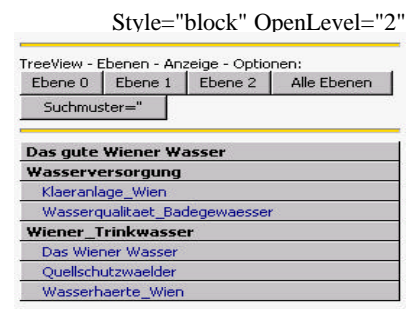 Style="block" OpenLevel="2"
TreeView - Ebenen - Anzeige - Optionen:
Ebene 0 Ebene 1 Ebene 2 Alle Ebenen
Suchmuster=''
Das gute Wiener Wasser
Wasserversorgung
Klaeranlage_Wien
Wasserqualitaet_Badegewaesser
Wiener_Trinkwasser
Das Wiener Wasser
Quellschutzwaelder
Wasserhaerte_Wien